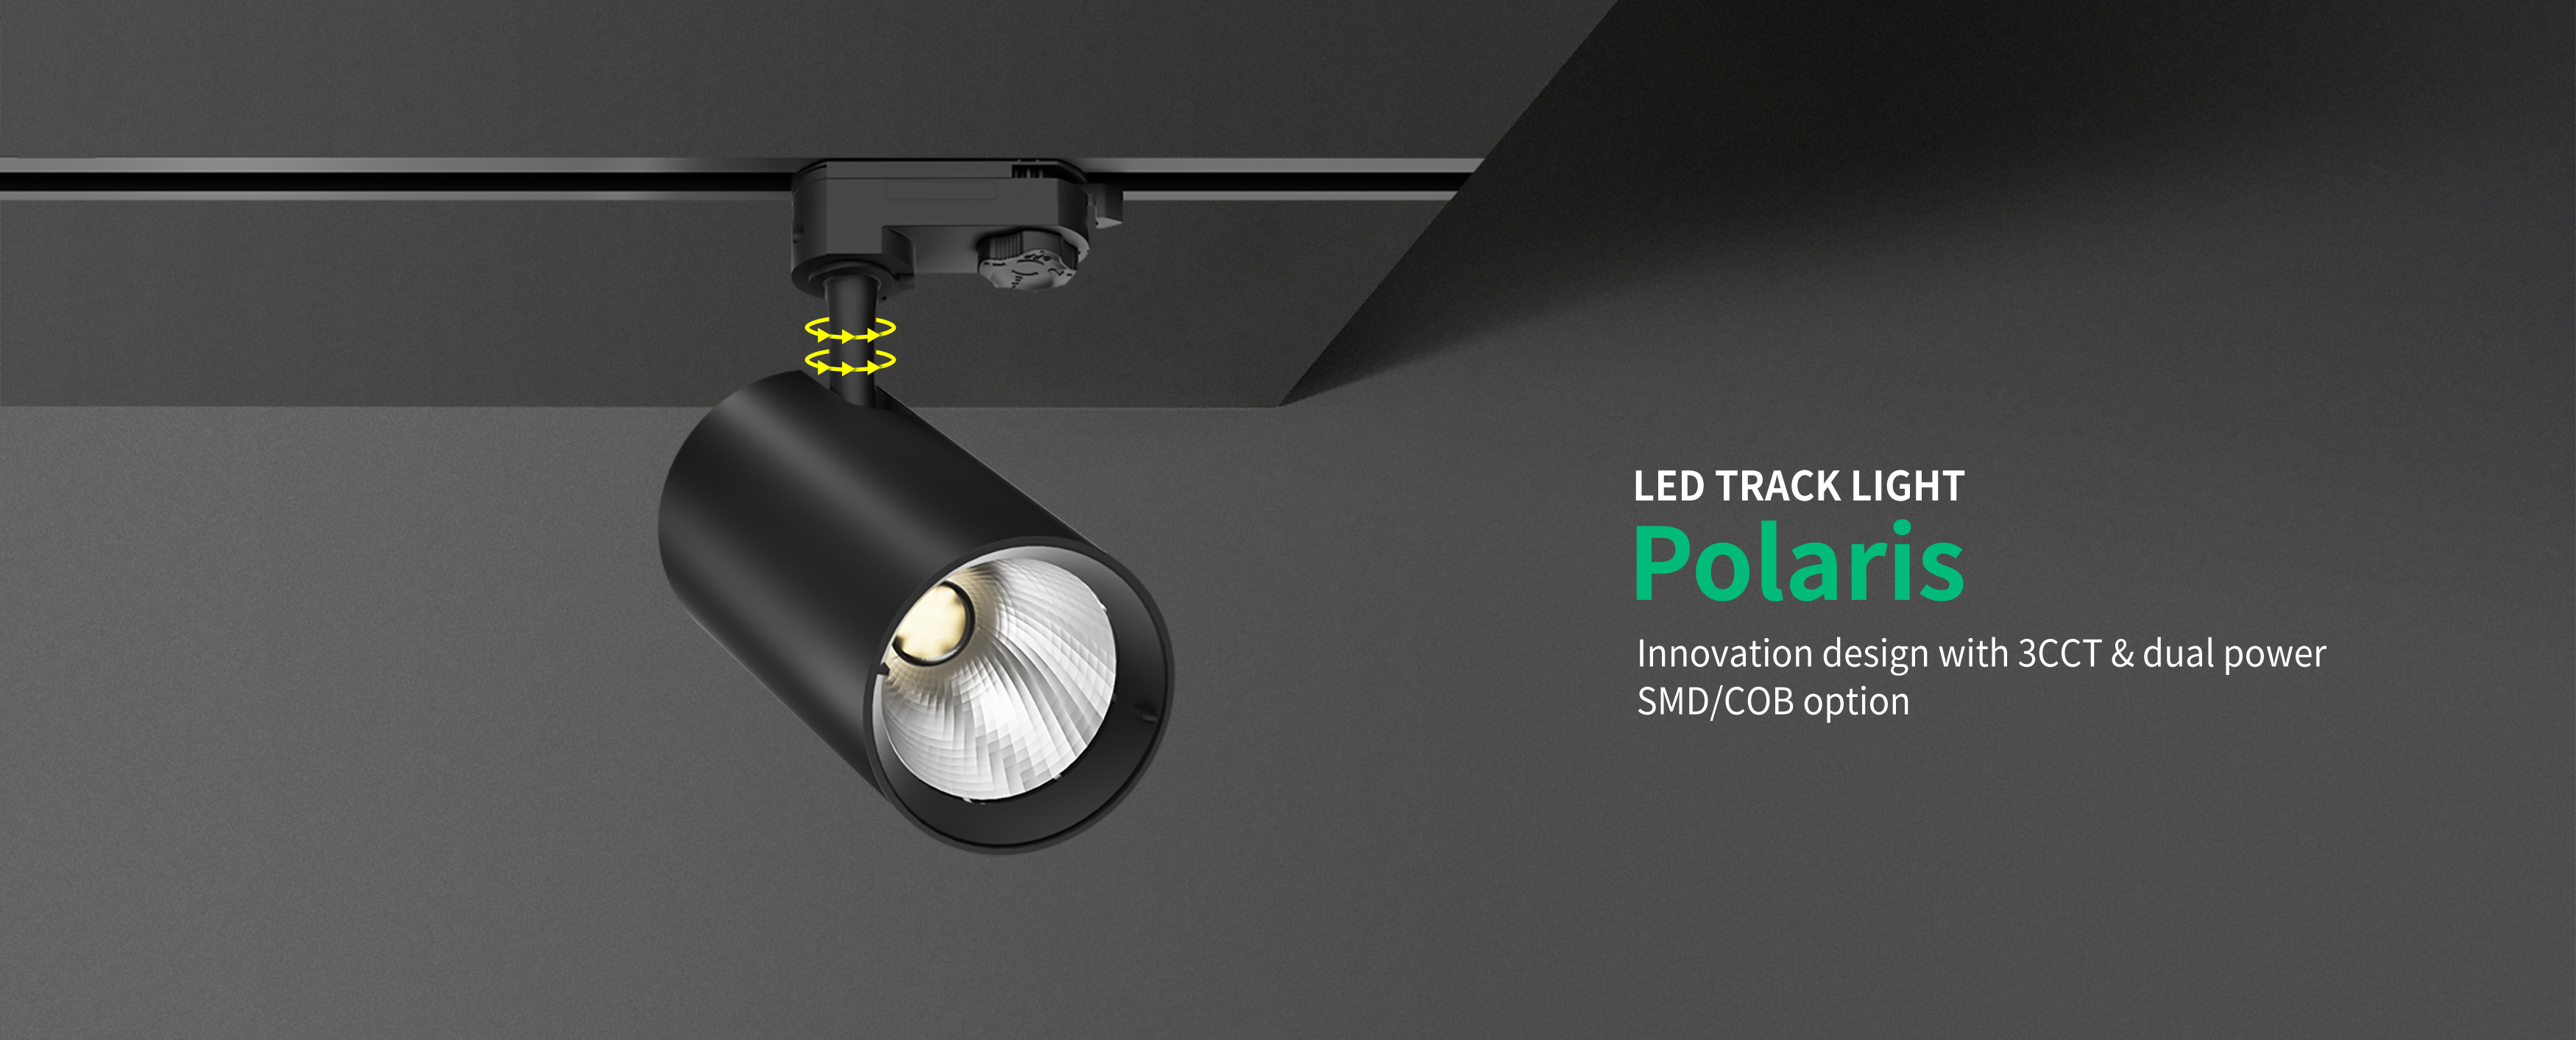 LED TRACK LIGHT
Polaris
Innovation design with 3CCT & dual power
SMD/COB option